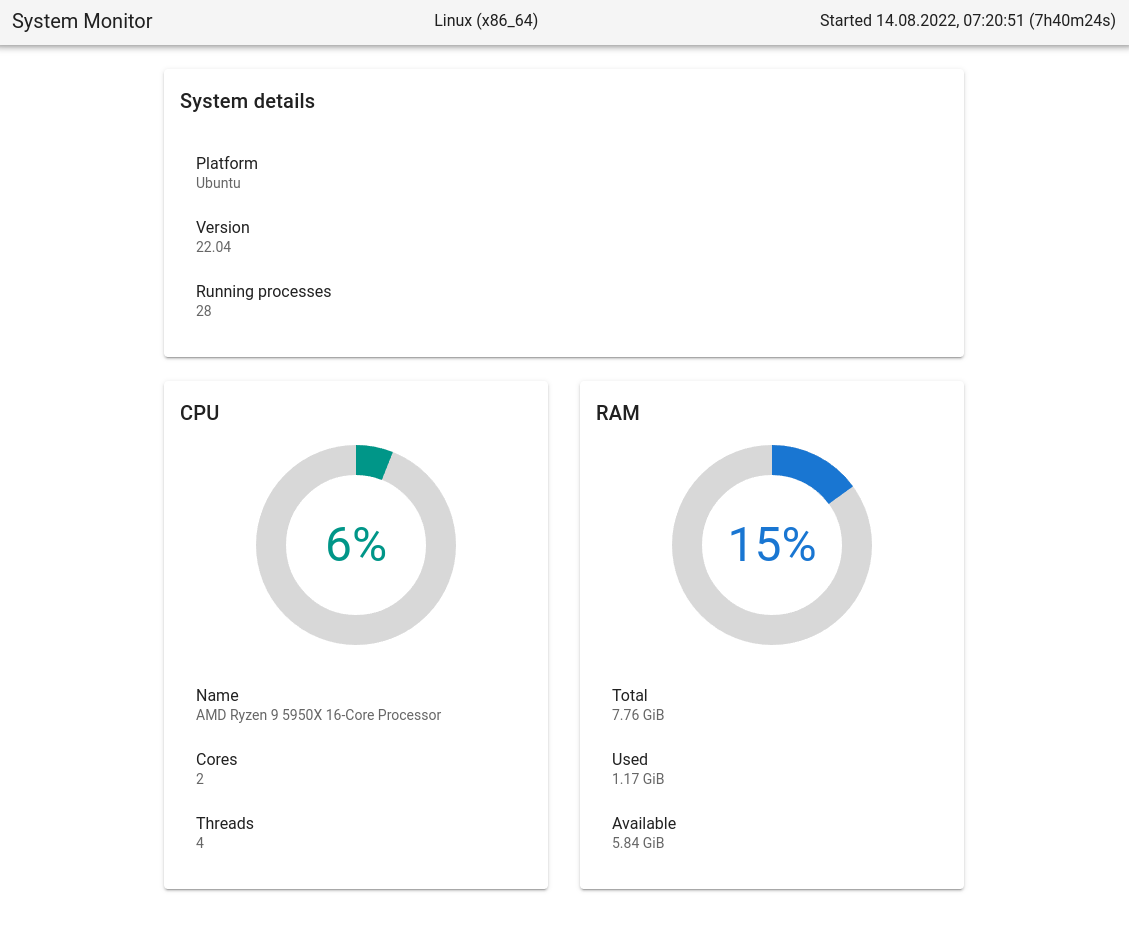 System Monitor
Linux (x86_64)
Started 14.08.2022, 07:20:51 (7h40m24s)
System details
Platform
Ubuntu
Version
22.04
Running processes
28
CPU
6%
Name
AMD Ryzen 9 5950X 16-Core Processor
Cores
2
Threads
4
RAM
15%
Total
7.76 GiB
Used
1.17 GiB
Available
5.84 GiB